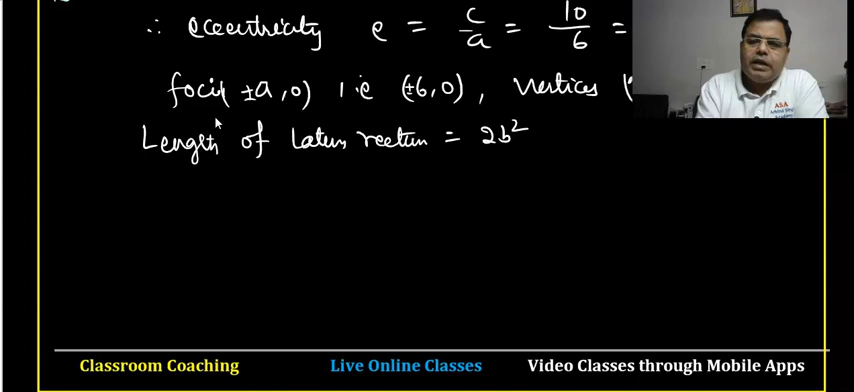 ∴ eccentricity e = c/a = 10/6 =
foci( ±a, 0) i.e (±6, 0), vertices (
Length of latus rectum = 2b²
ASA
Classroom Coaching Live Online Classes Video Classes through Mobile Apps